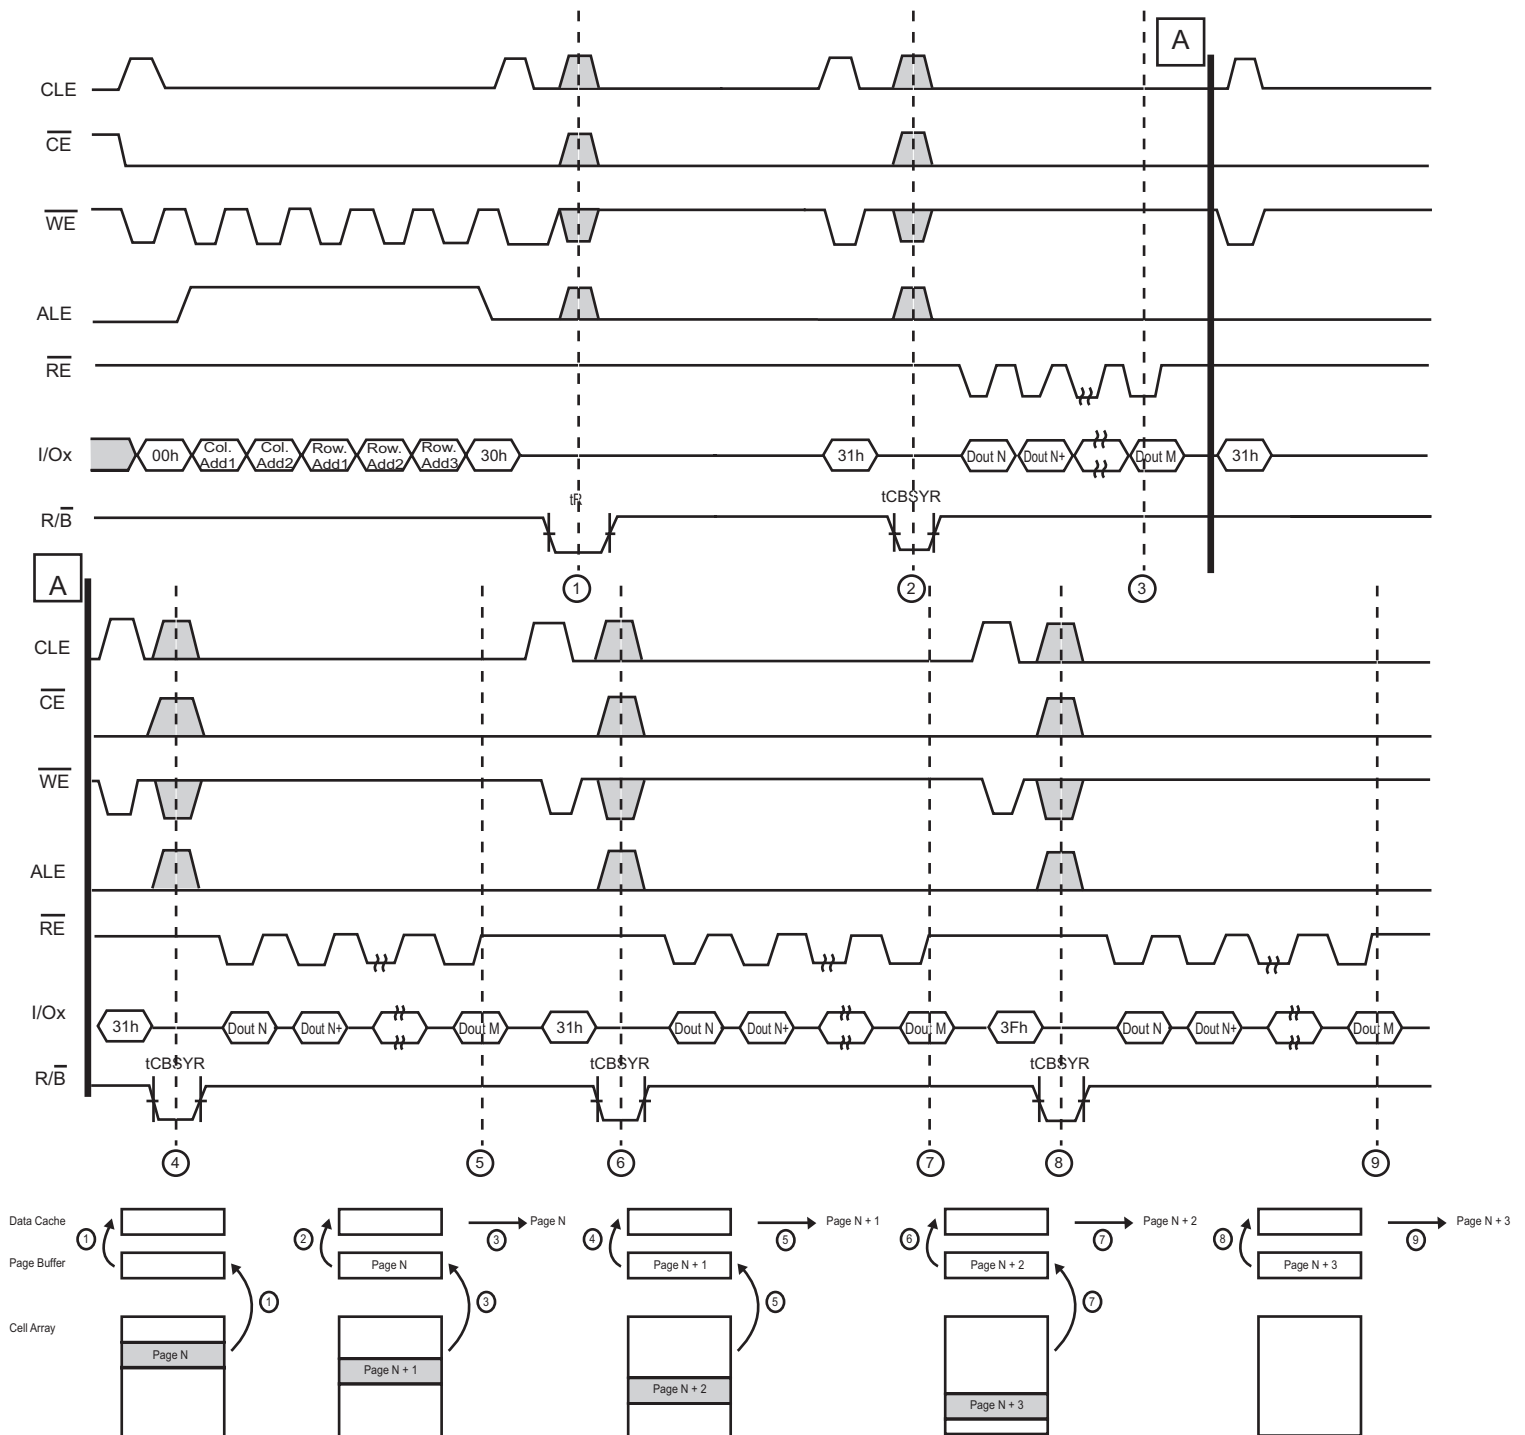 A
CLE
CE
WE
ALE
RE
I/Ox 00h Col. Add1 Col. Add2 Row. Add1 Row. Add2 Row. Add3 30h 31h Dout N Dout N+ Dout M 31h
tR tCBSYR
R/B
1 2 3
A
CLE
CE
WE
ALE
RE
I/Ox 31h Dout N Dout N+ Dout M 31h Dout N Dout N+ Dout M 3Fh Dout N Dout N+ Dout M
tCBSYR tCBSYR tCBSYR
R/B
4 5 6 7 8 9
Data Cache 1 2 3 Page N 4 5 Page N + 1 6 7 Page N + 2 8 9 Page N + 3
Page Buffer Page N Page N + 1 Page N + 2 Page N + 3
1 3 5 7
Cell Array
Page N Page N + 1 Page N + 2 Page N + 3